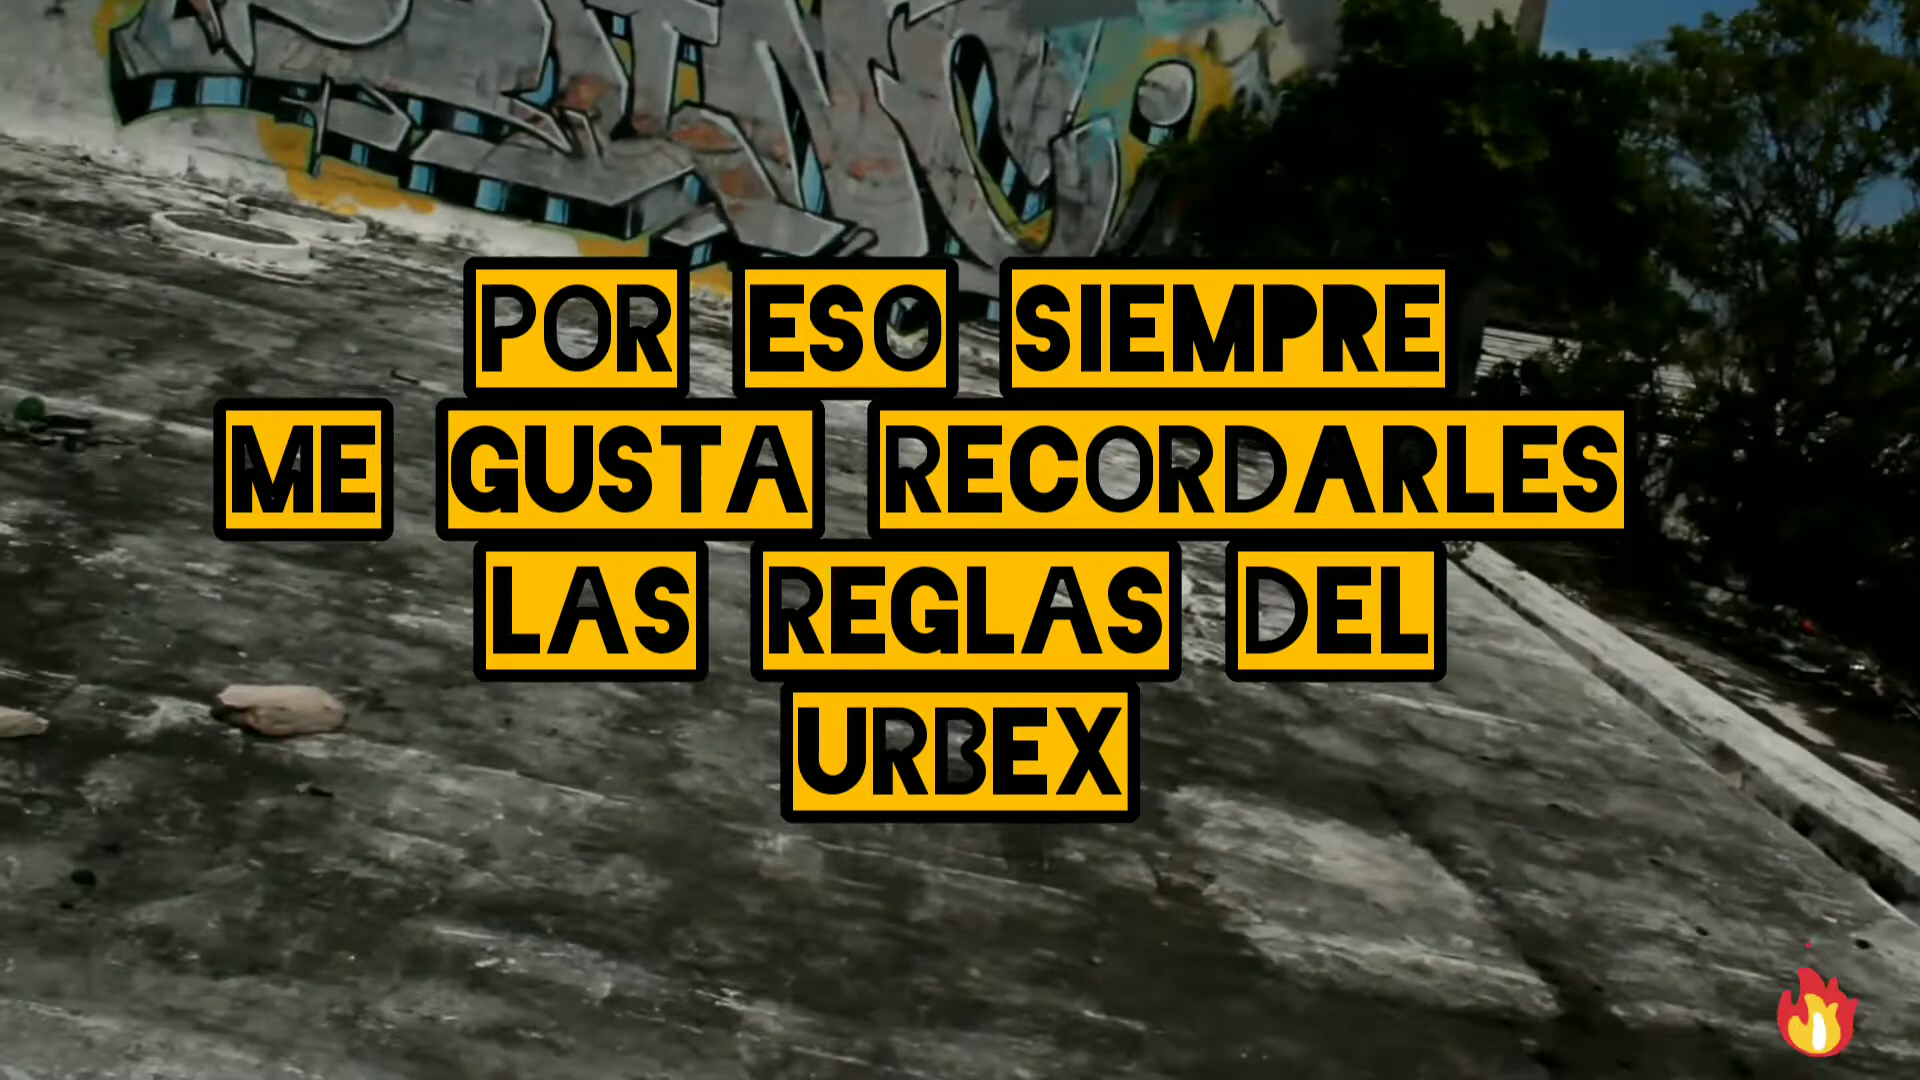 POR ESO SIEMPRE
ME GUSTA RECORDARLES
LAS REGLAS DEL
URBEX